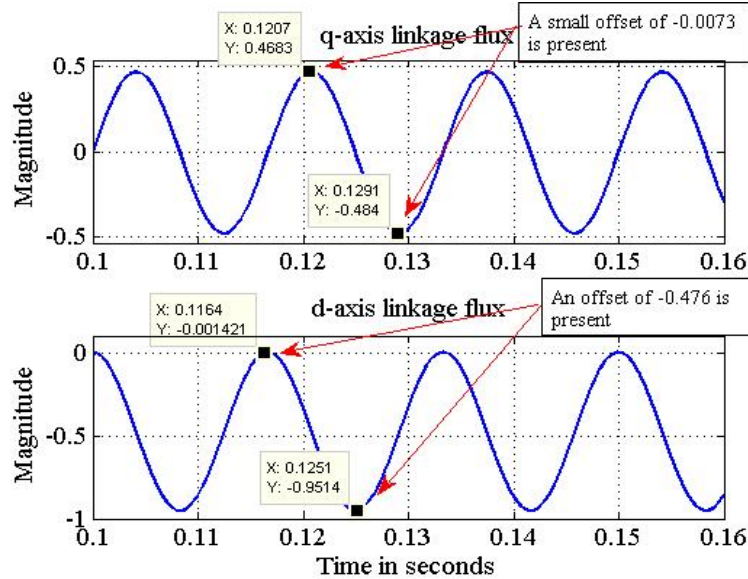 X: 0.1207
Y: 0.4683
q-axis linkage flux
A small offset of -0.0073
is present
0.5
0
-0.5
Magnitude
X: 0.1291
Y: -0.484
0.1 0.11 0.12 0.13 0.14 0.15 0.16
X: 0.1164
Y: -0.001421
d-axis linkage flux
An offset of -0.476 is
present
0
-0.5
-1
Magnitude
X: 0.1251
Y: -0.9514
0.1 0.11 0.12 0.13 0.14 0.15 0.16
Time in seconds